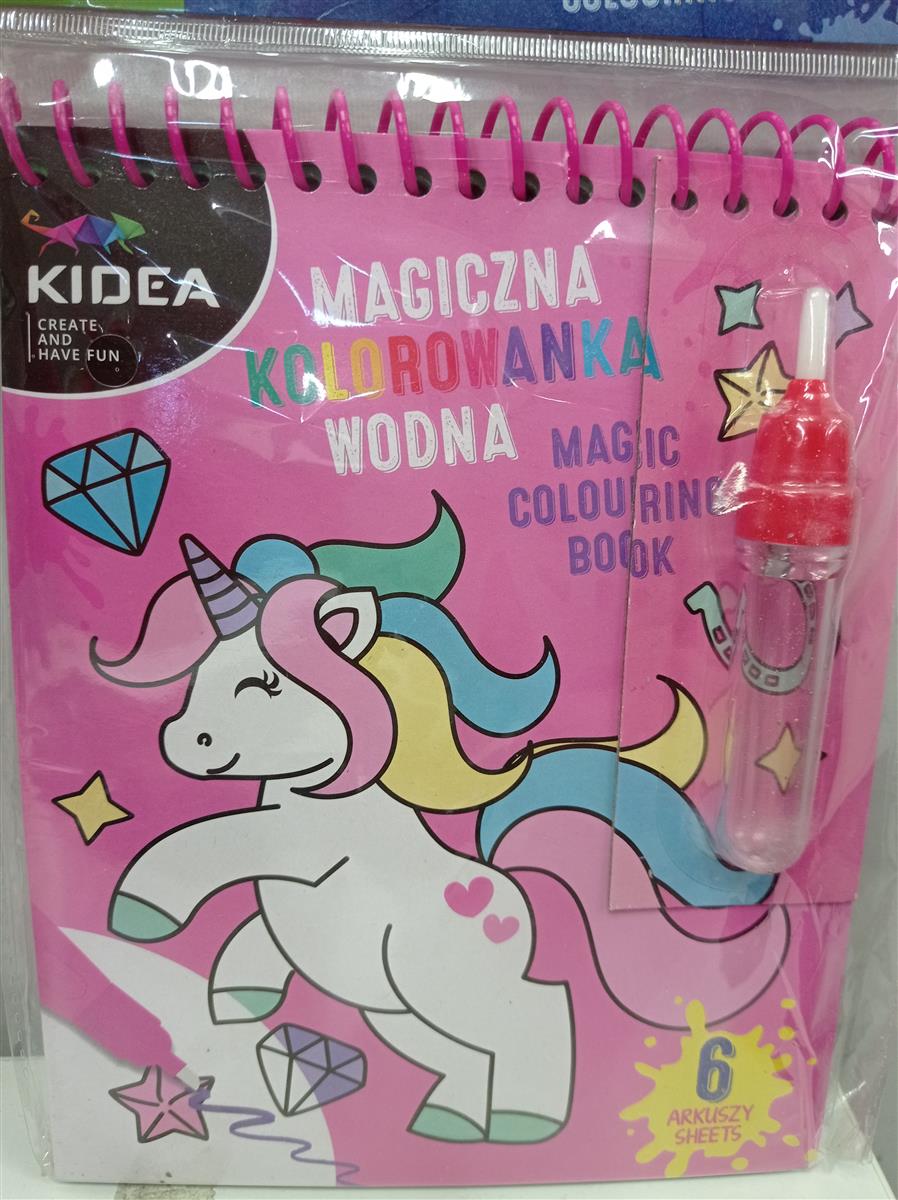 KIDEA
CREATE
AND
HAVE FUN
MAGICZNA
KOLOROWANKA
WODNA
MAGIC
COLOURING
BOOK
6
ARKUSZY
SHEETS